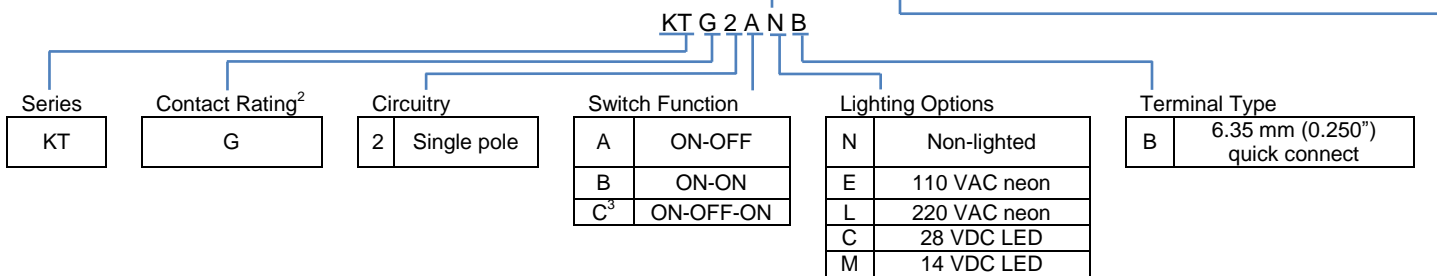 KT G 2 A N B
Series Contact Rating2 Circuitry Switch Function Lighting Options Terminal Type
KT G 2 Single pole A ON-OFF N Non-lighted B 6.35 mm (0.250”) quick connect
B ON-ON E 110 VAC neon
C3 ON-OFF-ON L 220 VAC neon
C 28 VDC LED
M 14 VDC LED